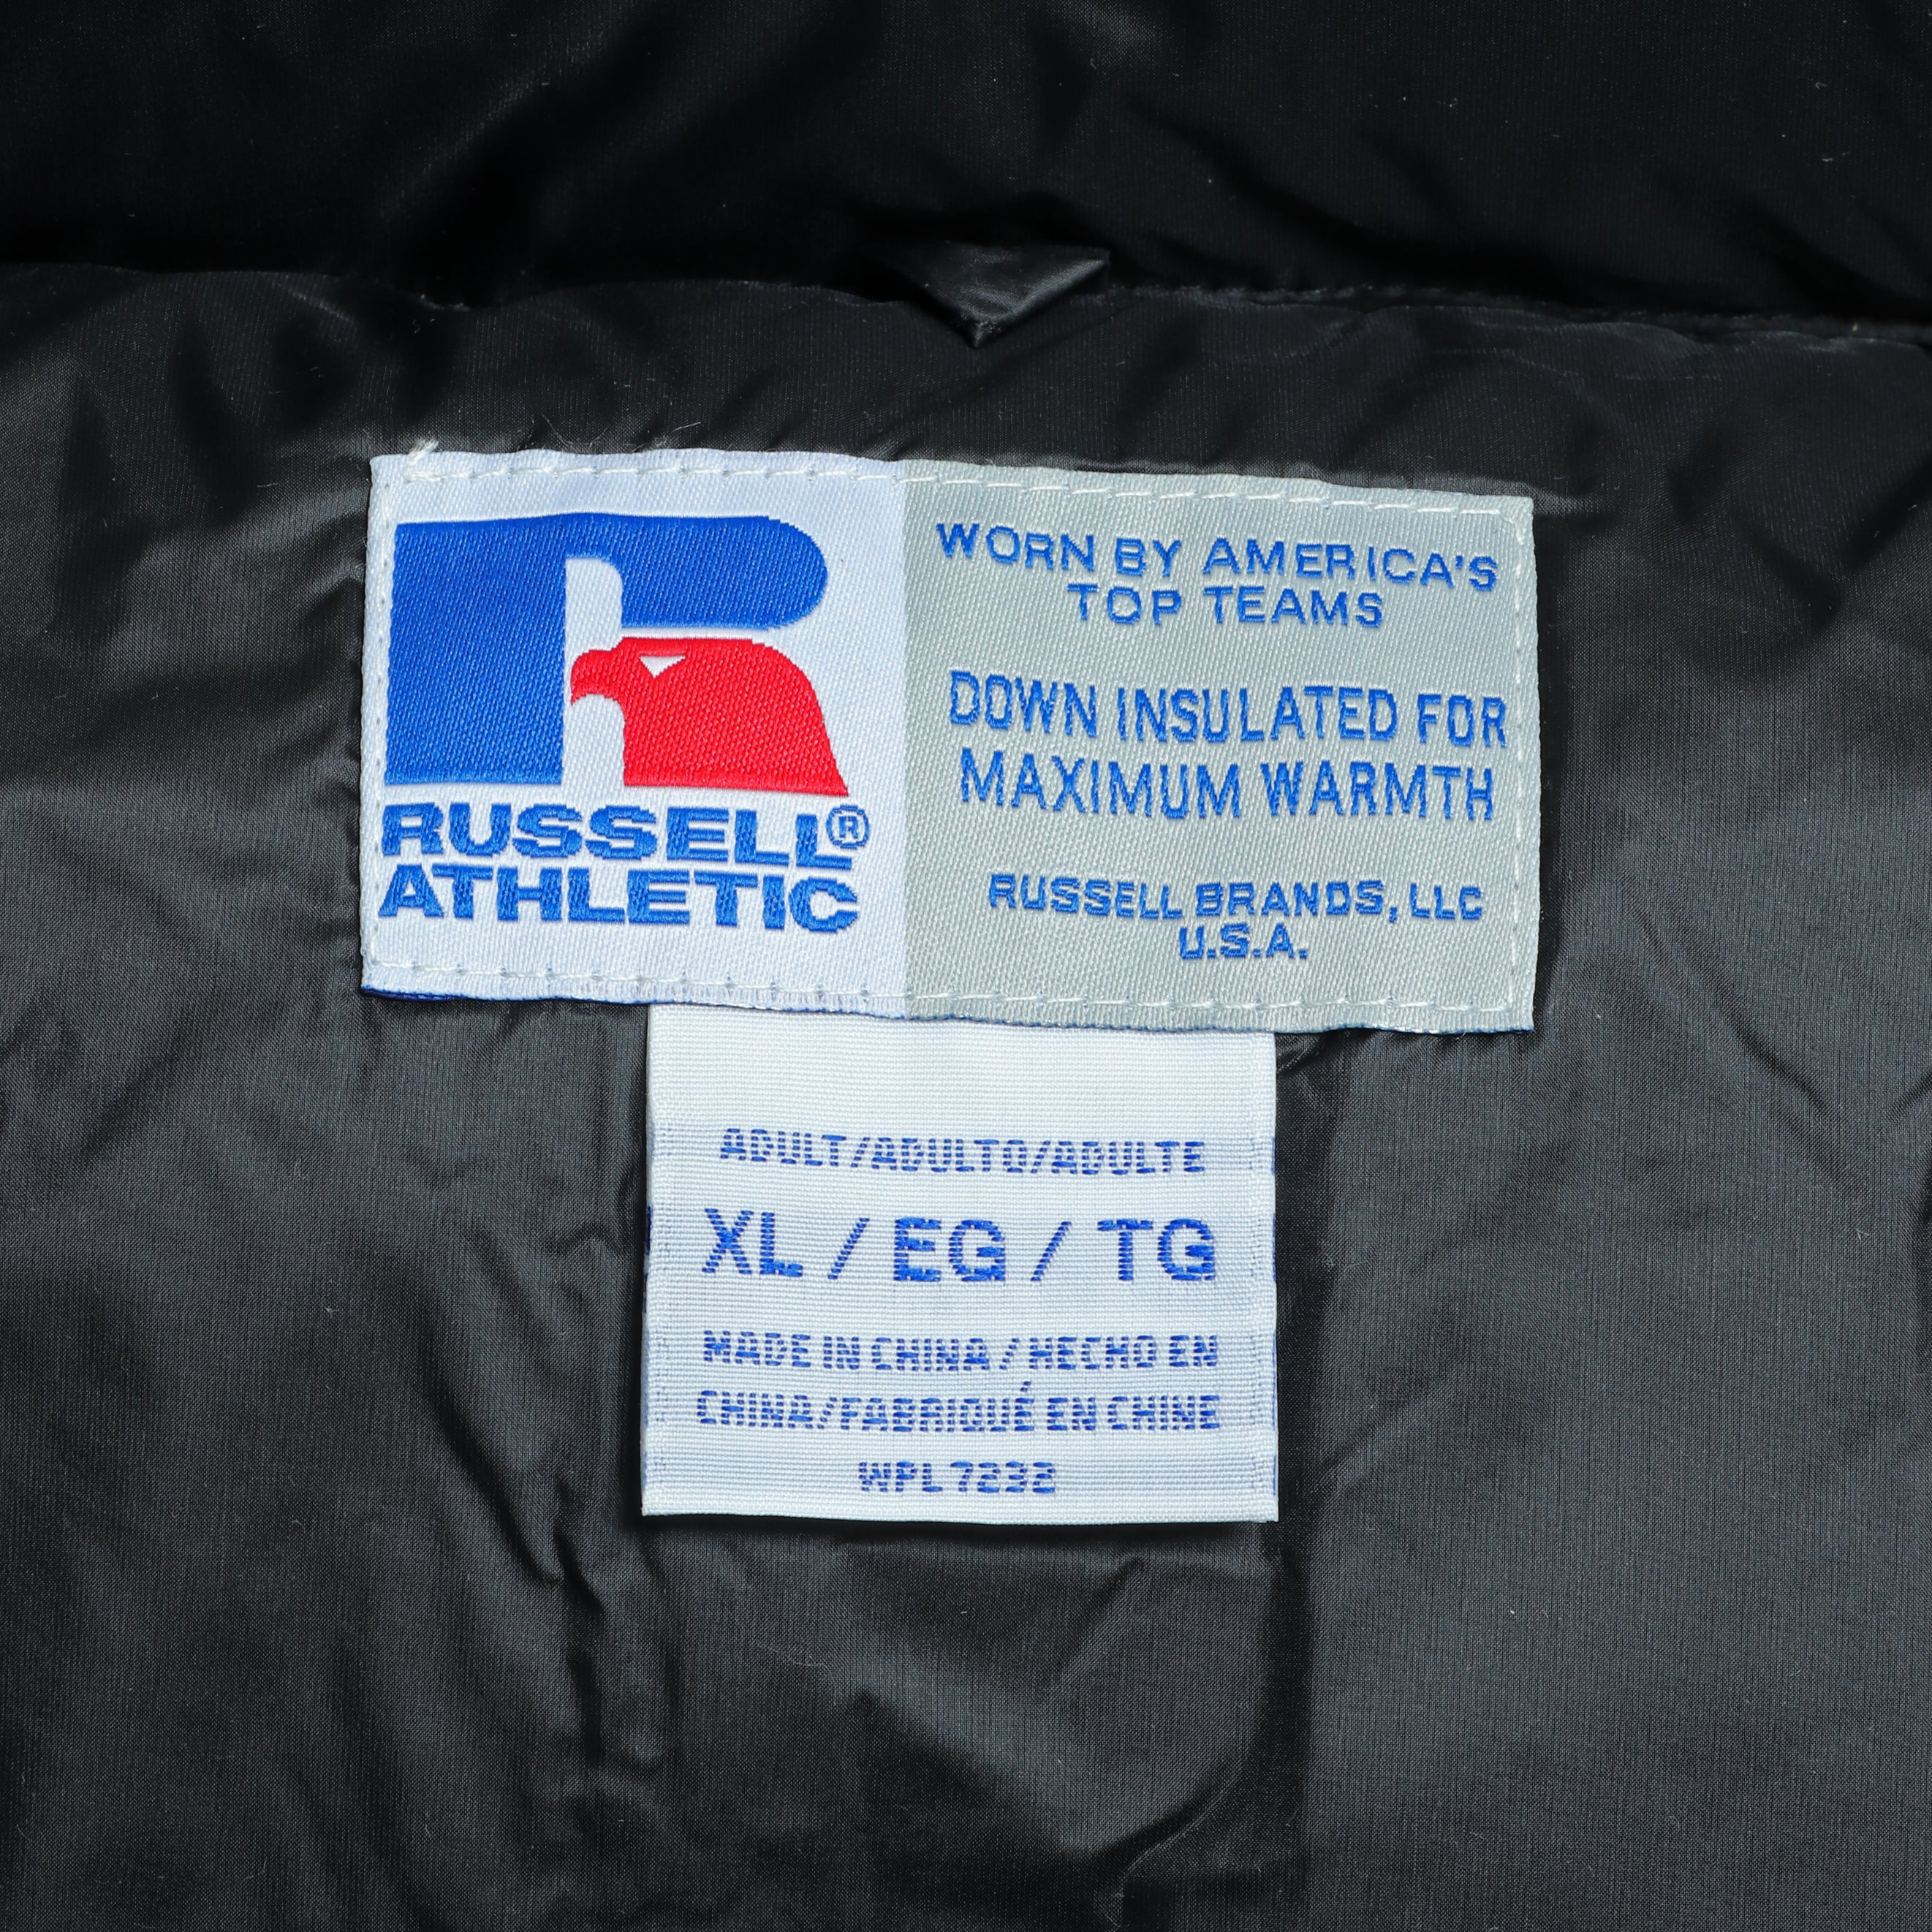 RUSSELL®
ATHLETIC
WORN BY AMERICA'S
TOP TEAMS
DOWN INSULATED FOR
MAXIMUM WARMTH
RUSSELL BRANDS, LLC
U.S.A.
ADULT/ADULTO/ADULTE
XL / EG / TG
MADE IN CHINA / HECHO EN
CHINA/FABRIQUÉ EN CHINE
WPL 7232